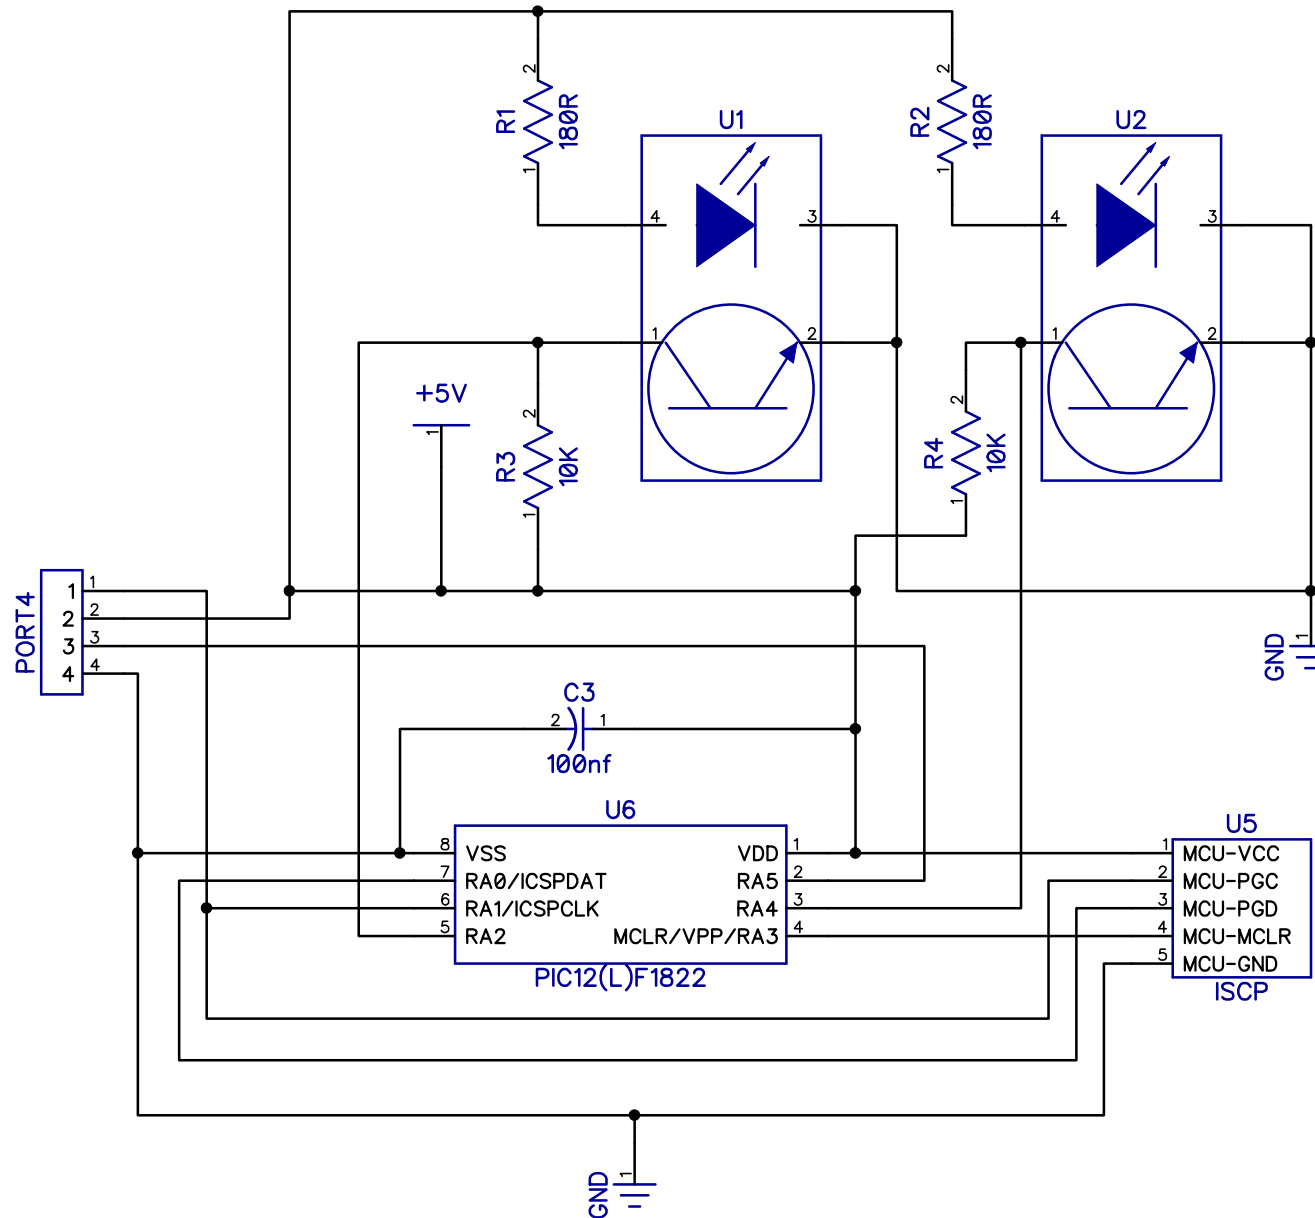 2
2
R1
180R
R2
180R
1
1
U1
U2
4
3
4
3
1
2
1
2
+5V
1
2
R3
10K
1
2
R4
10K
1
PORT4
1
1
2
2
3
3
4
4
GND
1
C3
2
1
100nf
U6
8
VSS
VDD
1
7
RA0/ICSPDAT
RA5
2
6
RA1/ICSPCLK
RA4
3
5
RA2
MCLR/VPP/RA3
4
PIC12(L)F1822
U5
1
MCU-VCC
2
MCU-PGC
3
MCU-PGD
4
MCU-MCLR
5
MCU-GND
ISCP
GND
1